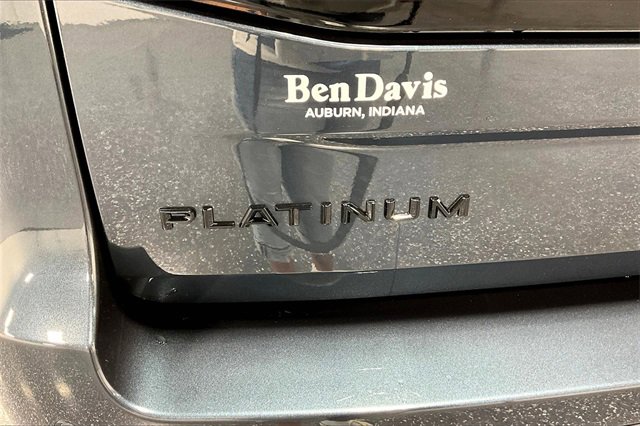 Ben Davis
AUBURN, INDIANA
PLATINUM